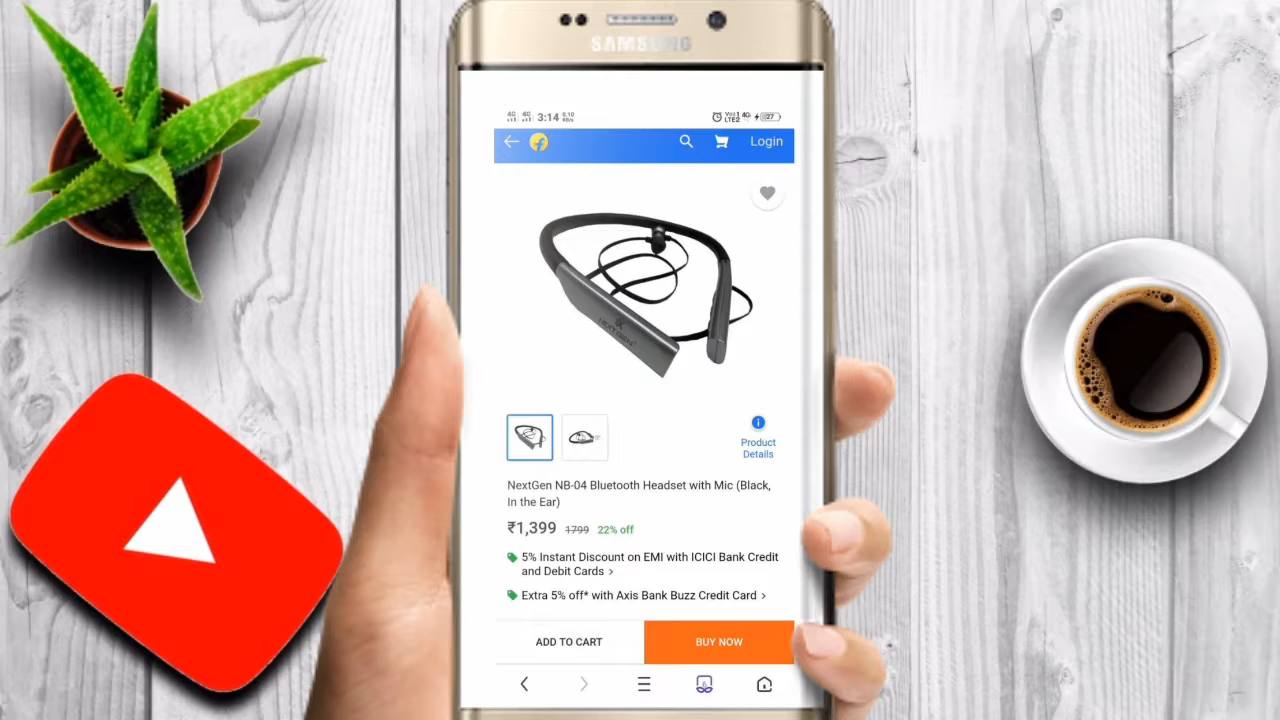 SAMSUNG
3:14
27
Login
NEXTGEN
Product
Details
NextGen NB-04 Bluetooth Headset with Mic (Black,
In the Ear)
₹1,399 1799 22% off
5% Instant Discount on EMI with ICICI Bank Credit
and Debit Cards >
Extra 5% off* with Axis Bank Buzz Credit Card >
ADD TO CART BUY NOW